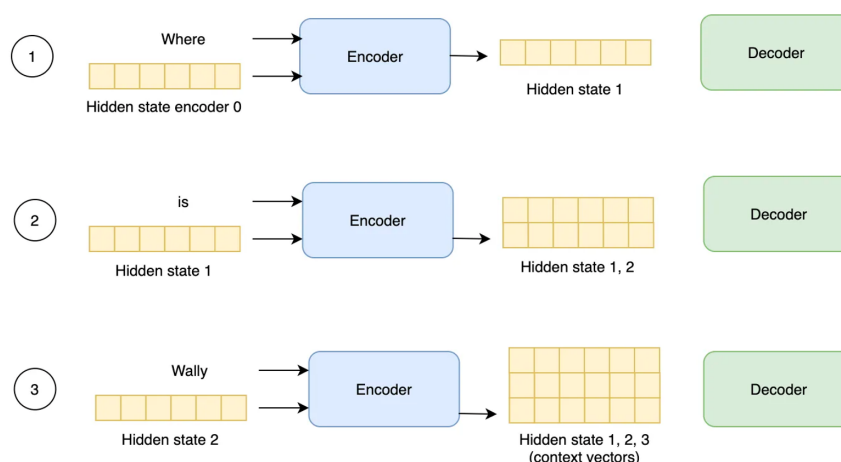 1
Where
Hidden state encoder 0
Encoder
Hidden state 1
Decoder
2
is
Hidden state 1
Encoder
Hidden state 1, 2
Decoder
3
Wally
Hidden state 2
Encoder
Hidden state 1, 2, 3
(context vectors)
Decoder